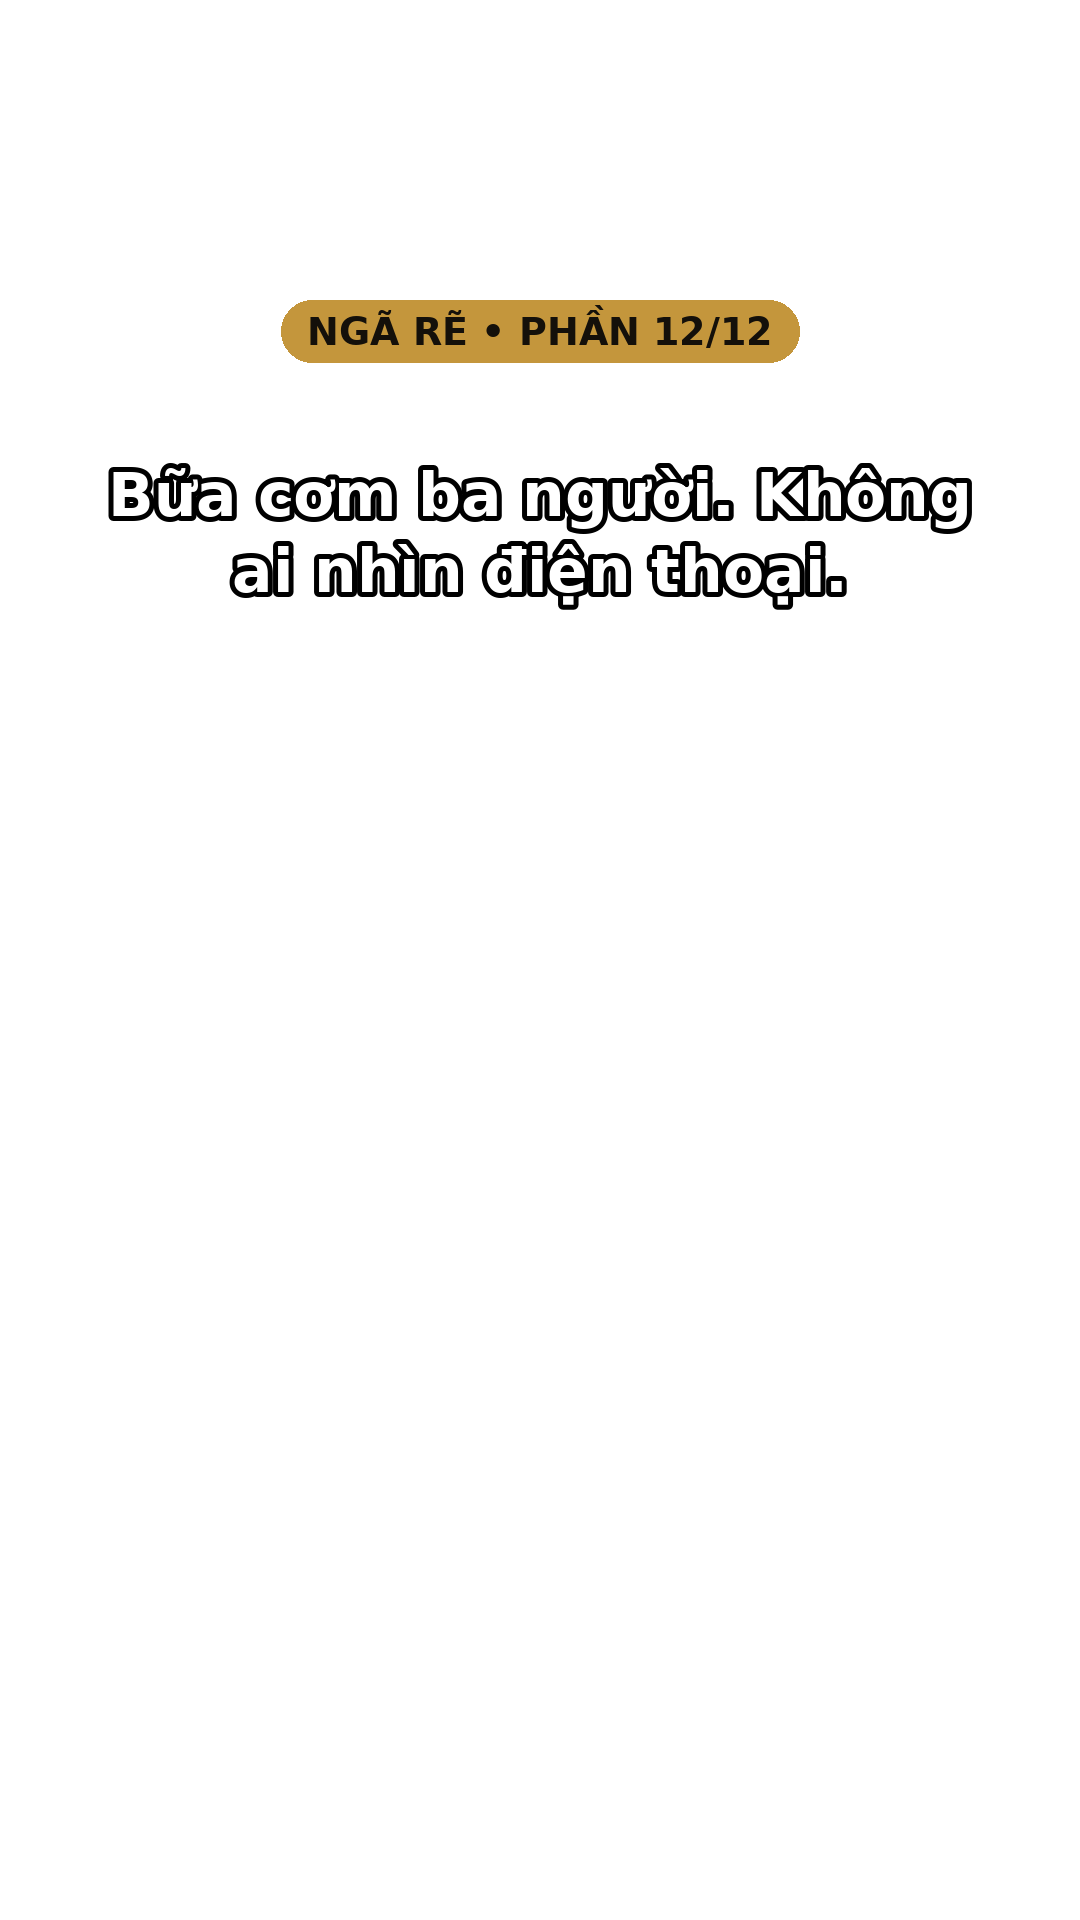 NGÃ RẼ • PHẦN 12/12
Bữa cơm ba người. Không
ai nhìn điện thoại.